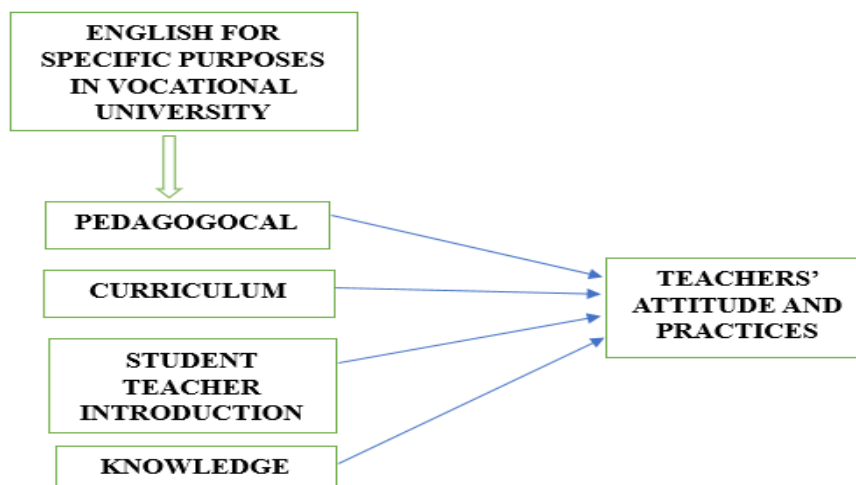 ENGLISH FOR
SPECIFIC PURPOSES
IN VOCATIONAL
UNIVERSITY
PEDAGOGOCAL
CURRICULUM
STUDENT
TEACHER
INTRODUCTION
KNOWLEDGE
TEACHERS’
ATTITUDE AND
PRACTICES